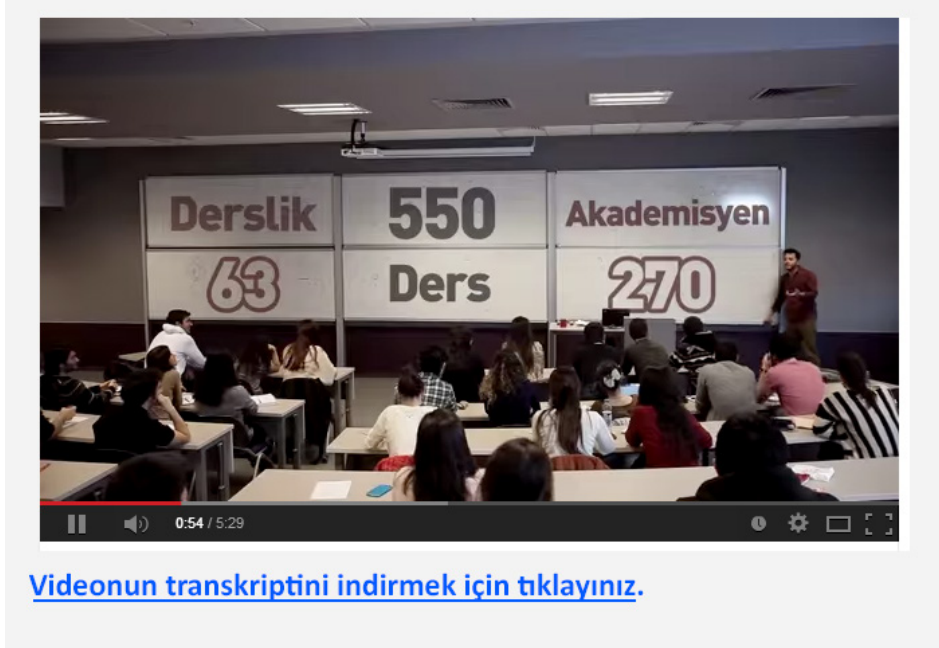 Derslik
63
550
Ders
Akademisyen
270
0:54 / 5:29
Videonun transkriptini indirmek için tıklayınız.